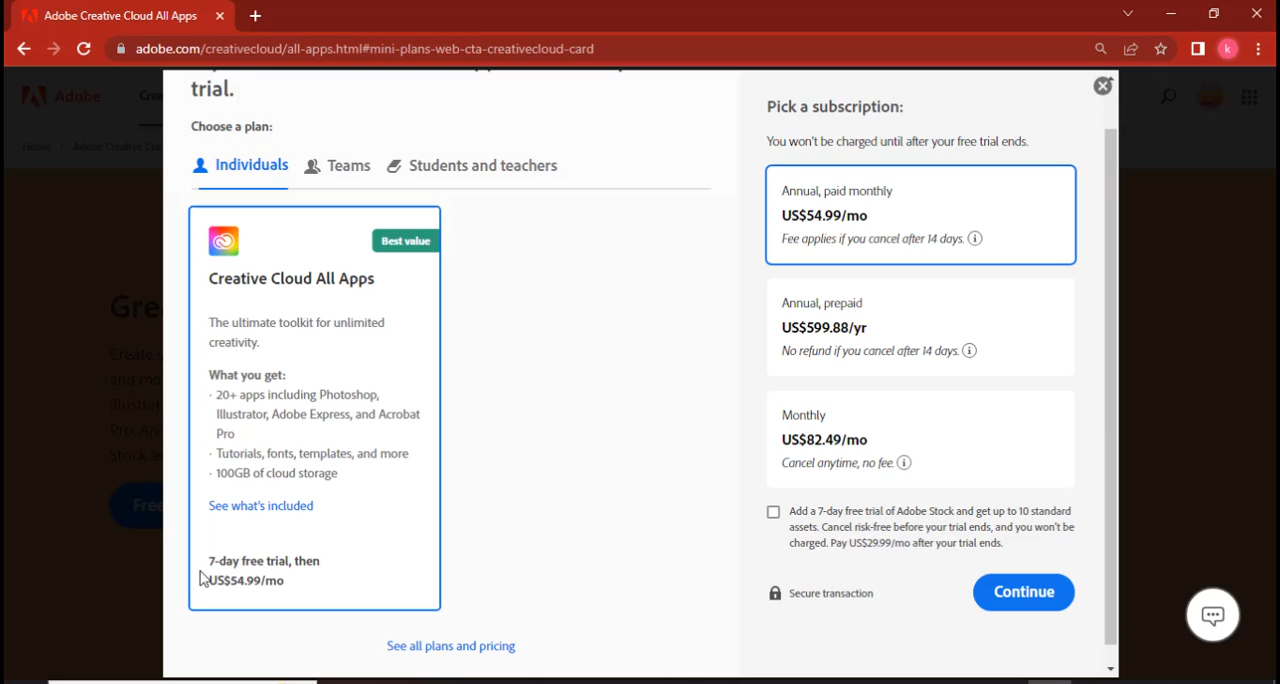 Adobe Creative Cloud All Apps
adobe.com/creativecloud/all-apps.html#mini-plans-web-cta-creativecloud-card
k
Adobe
Home
trial.
Choose a plan:
Individuals
Teams
Students and teachers
Best value
Creative Cloud All Apps
The ultimate toolkit for unlimited
creativity.
What you get:
· 20+ apps including Photoshop,
Illustrator, Adobe Express, and Acrobat
Pro
· Tutorials, fonts, templates, and more
· 100GB of cloud storage
See what's included
7-day free trial, then
US$54.99/mo
See all plans and pricing
Pick a subscription:
You won't be charged until after your free trial ends.
Annual, paid monthly
US$54.99/mo
Fee applies if you cancel after 14 days.
Annual, prepaid
US$599.88/yr
No refund if you cancel after 14 days.
Monthly
US$82.49/mo
Cancel anytime, no fee.
Add a 7-day free trial of Adobe Stock and get up to 10 standard
assets. Cancel risk-free before your trial ends, and you won't be
charged. Pay US$29.99/mo after your trial ends.
Secure transaction
Continue